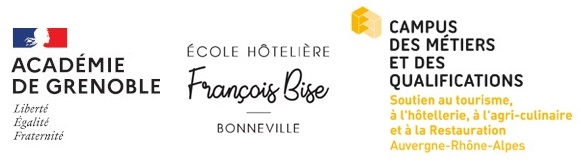 ACADÉMIE
DE GRENOBLE
Liberté
Égalité
Fraternité
ÉCOLE HÔTELIÈRE
François Bise
BONNEVILLE
CAMPUS
DES MÉTIERS
ET DES
QUALIFICATIONS
Soutien au tourisme,
à l'hôtellerie, à l'agri-culinaire
et à la Restauration
Auvergne-Rhône-Alpes